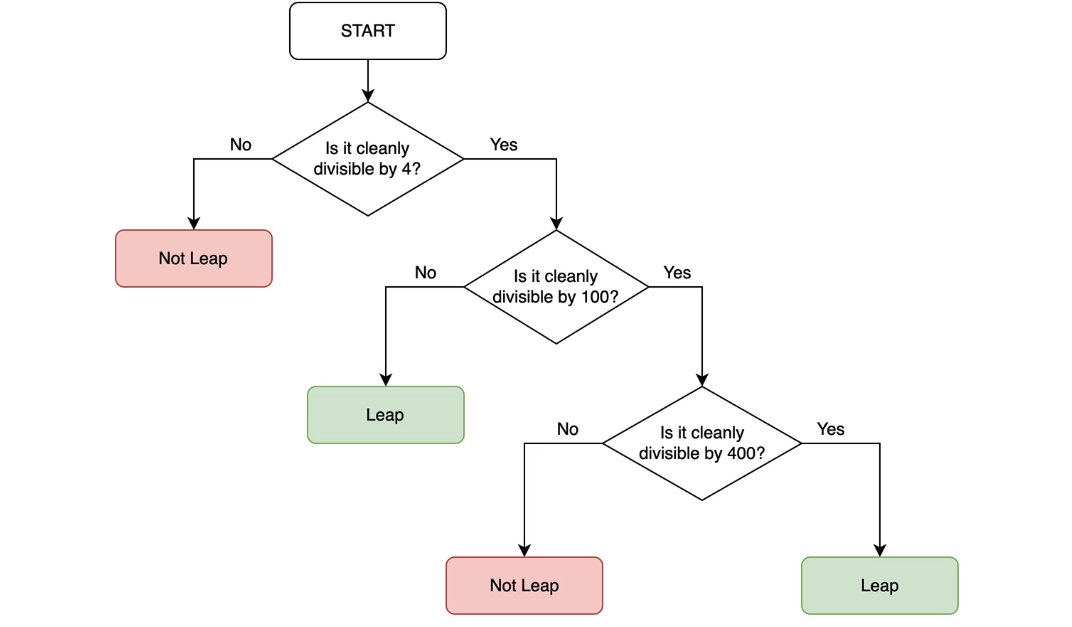 START
No
Is it cleanly
divisible by 4?
Yes
Not Leap
No
Is it cleanly
divisible by 100?
Yes
Leap
No
Is it cleanly
divisible by 400?
Yes
Not Leap
Leap